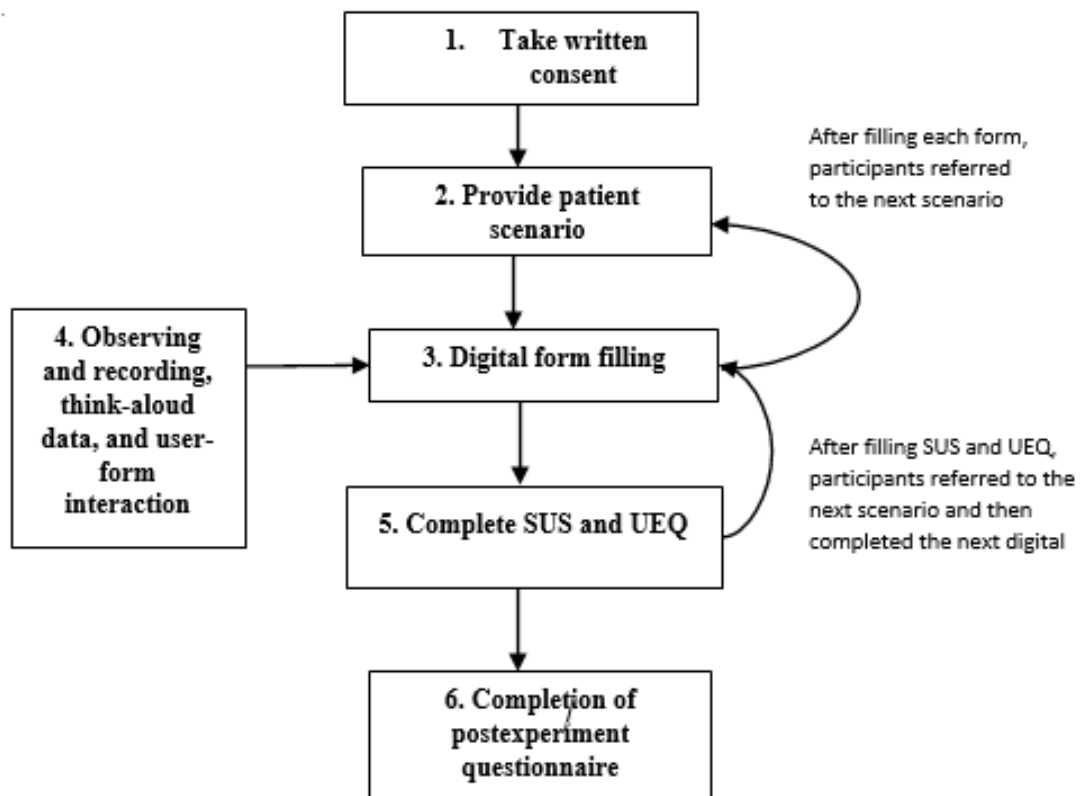 1. Take written
consent
After filling each form,
participants referred
to the next scenario
2. Provide patient
scenario
4. Observing
and recording,
think-aloud
data, and user-
form
interaction
3. Digital form filling
After filling SUS and UEQ,
participants referred to the
next scenario and then
completed the next digital
5. Complete SUS and UEQ
6. Completion of
postexperiment
questionnaire